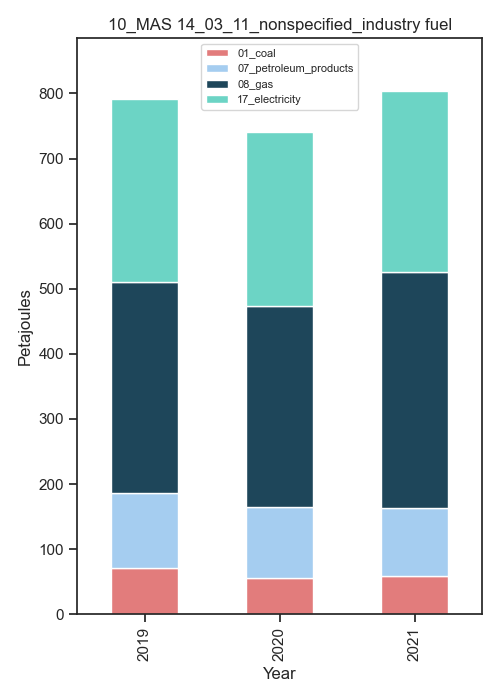 10_MAS 14_03_11_nonspecified_industry fuel
01_coal
07_petroleum_products
08_gas
17_electricity
Petajoules
800
700
600
500
400
300
200
100
0
2019
2020
2021
Year